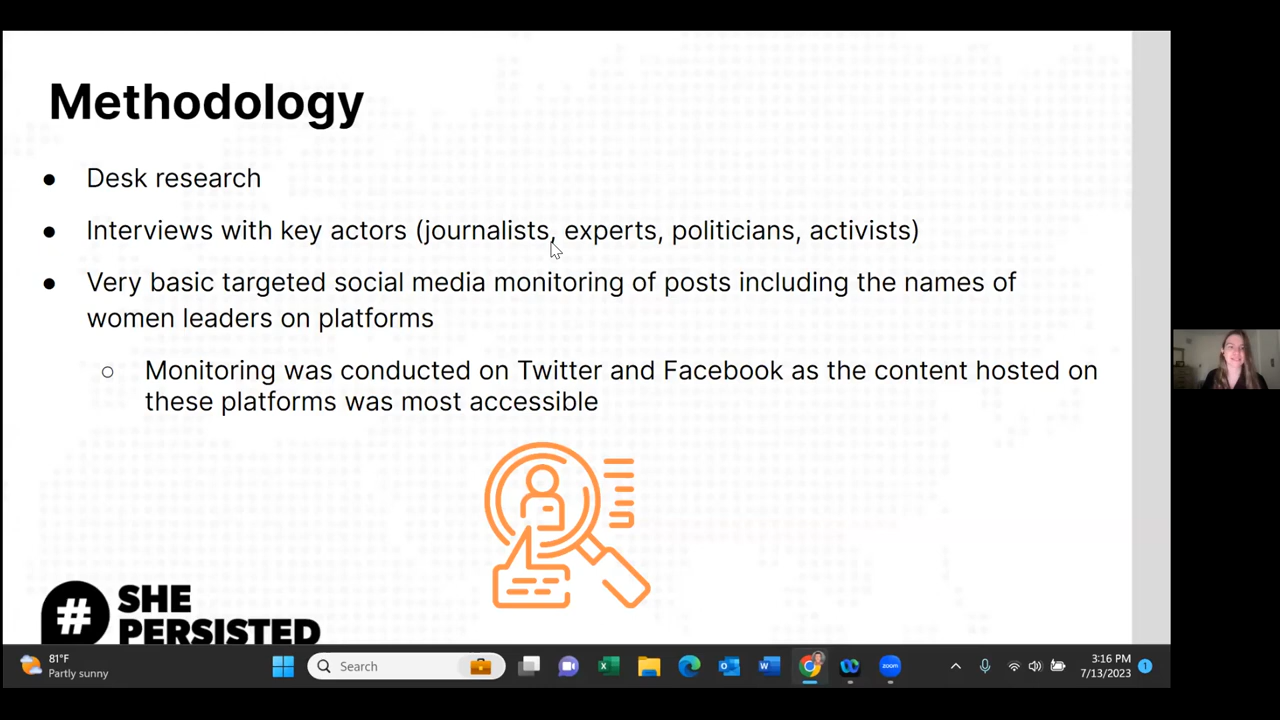 Methodology
● Desk research
● Interviews with key actors (journalists, experts, politicians, activists)
● Very basic targeted social media monitoring of posts including the names of
women leaders on platforms
○ Monitoring was conducted on Twitter and Facebook as the content hosted on
these platforms was most accessible
# SHE
PERSISTED
81°F
Partly sunny
Search
zoom
3:16 PM
7/13/2023
1